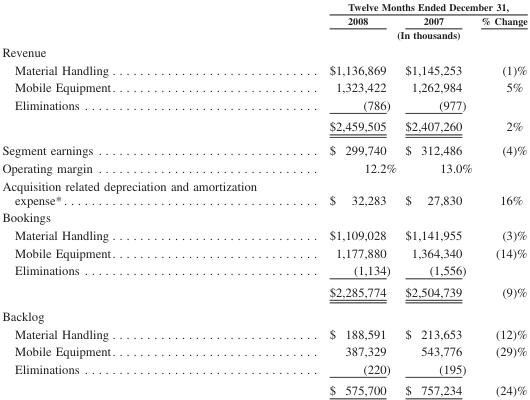 Twelve Months Ended December 31,
2008 2007 % Change
(In thousands)
Revenue
Material Handling . . . . . . . . . . . . . . . . . . . . . . . . . . . . . . $1,136,869 $1,145,253 (1)%
Mobile Equipment. . . . . . . . . . . . . . . . . . . . . . . . . . . . . . 1,323,422 1,262,984 5%
Eliminations . . . . . . . . . . . . . . . . . . . . . . . . . . . . . . . . . . (786) (977)
$2,459,505 $2,407,260 2%
Segment earnings . . . . . . . . . . . . . . . . . . . . . . . . . . . . . . . . $ 299,740 $ 312,486 (4)%
Operating margin . . . . . . . . . . . . . . . . . . . . . . . . . . . . . . . . 12.2% 13.0%
Acquisition related depreciation and amortization
expense* . . . . . . . . . . . . . . . . . . . . . . . . . . . . . . . . . . . . . $ 32,283 $ 27,830 16%
Bookings
Material Handling . . . . . . . . . . . . . . . . . . . . . . . . . . . . . . $1,109,028 $1,141,955 (3)%
Mobile Equipment. . . . . . . . . . . . . . . . . . . . . . . . . . . . . . 1,177,880 1,364,340 (14)%
Eliminations . . . . . . . . . . . . . . . . . . . . . . . . . . . . . . . . . . (1,134) (1,556)
$2,285,774 $2,504,739 (9)%
Backlog
Material Handling . . . . . . . . . . . . . . . . . . . . . . . . . . . . . . $ 188,591 $ 213,653 (12)%
Mobile Equipment. . . . . . . . . . . . . . . . . . . . . . . . . . . . . . 387,329 543,776 (29)%
Eliminations . . . . . . . . . . . . . . . . . . . . . . . . . . . . . . . . . . (220) (195)
$ 575,700 $ 757,234 (24)%